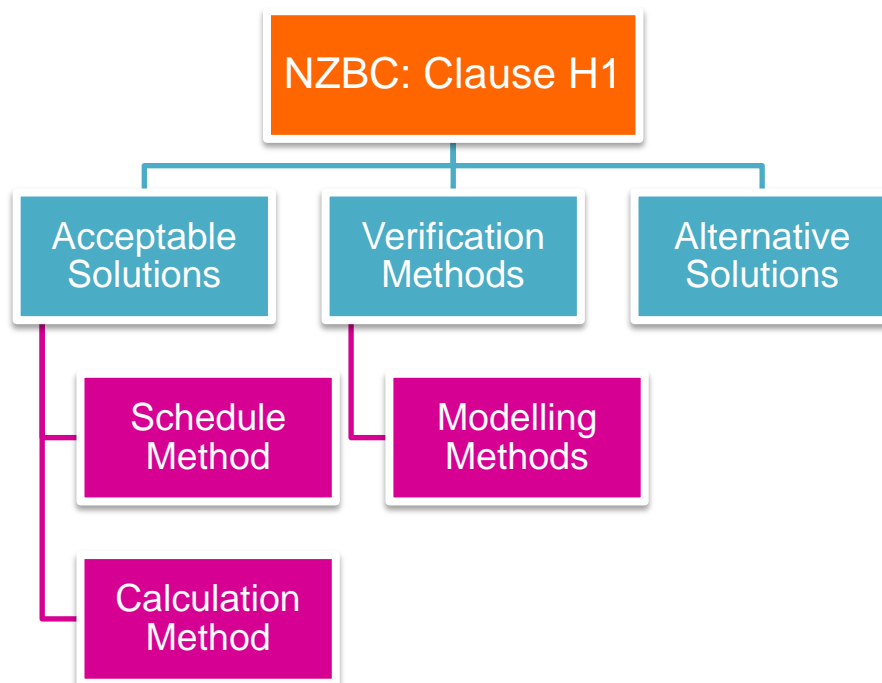 NZBC: Clause H1
Acceptable
Solutions
Verification
Methods
Alternative
Solutions
Schedule
Method
Modelling
Methods
Calculation
Method